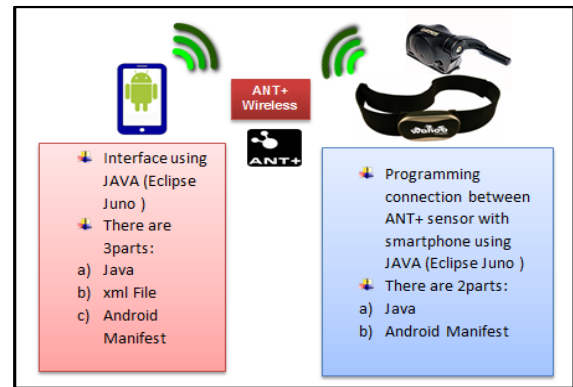 ANT+
Wireless
ANT+
wahoo
Interface using
JAVA (Eclipse
Juno )
There are
3parts:
a) Java
b) xml File
c) Android
Manifest
Programming
connection between
ANT+ sensor with
smartphone using
JAVA (Eclipse Juno )
There are 2parts:
a) Java
b) Android Manifest